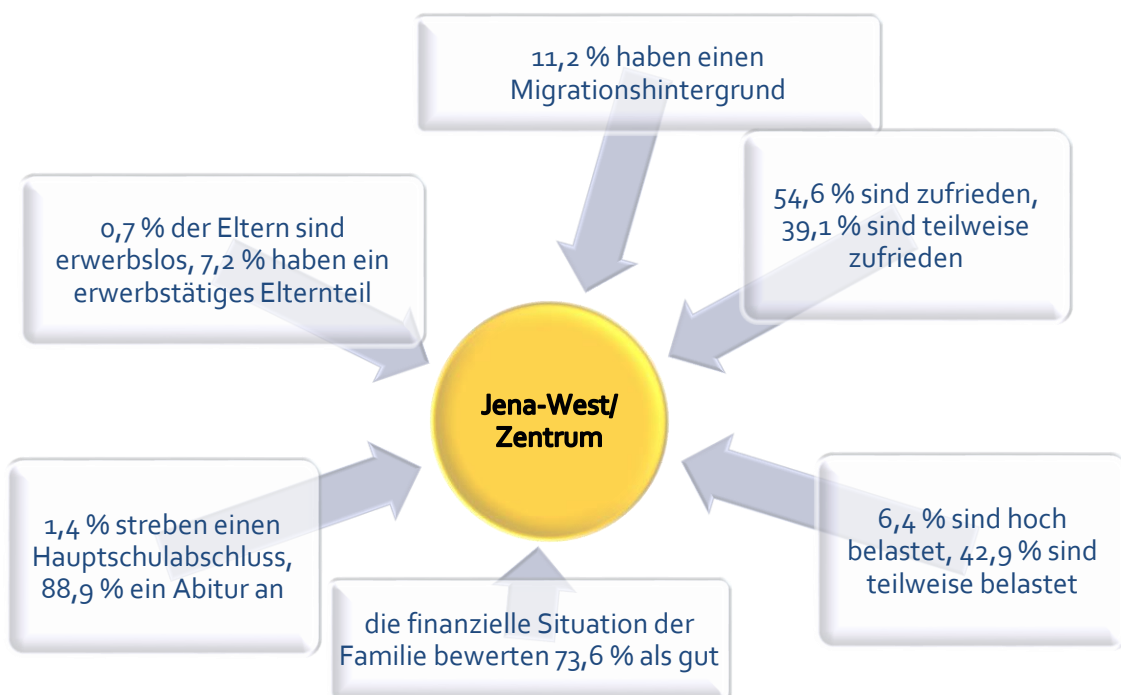 11,2 % haben einen
Migrationshintergrund
54,6 % sind zufrieden,
39,1 % sind teilweise
zufrieden
0,7 % der Eltern sind
erwerbslos, 7,2 % haben ein
erwerbstätiges Elternteil
Jena-West/
Zentrum
1,4 % streben einen
Hauptschulabschluss,
88,9 % ein Abitur an
6,4 % sind hoch
belastet, 42,9 % sind
teilweise belastet
die finanzielle Situation der
Familie bewerten 73,6 % als gut